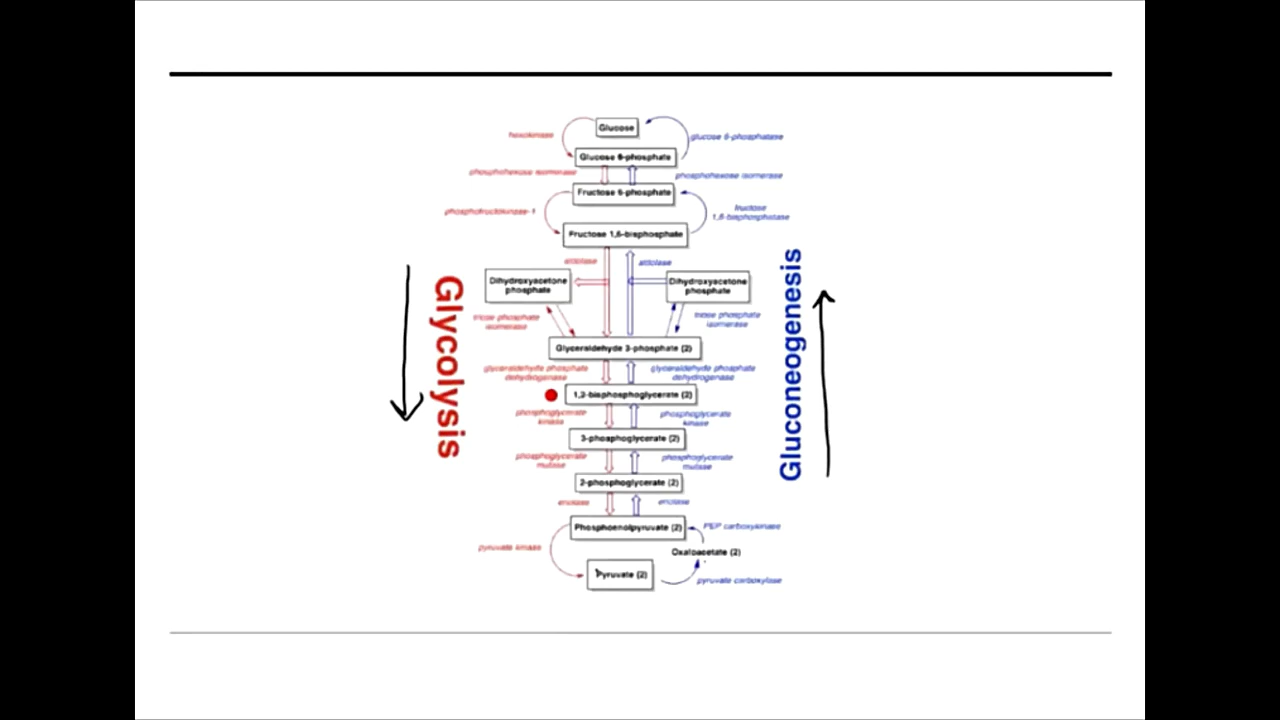 Glucose
hexokinase
glucose 6-phosphatase
Glucose 6-phosphate
phosphohexose isomerase
phosphohexose isomerase
Fructose 6-phosphate
phosphofructokinase-1
fructose
1,6-bisphosphatase
Fructose 1,6-bisphosphate
aldolase
aldolase
Dihydroxyacetone
phosphate
Dihydroxyacetone
phosphate
triose phosphate
isomerase
triose phosphate
isomerase
Glycolysis
Gluconeogenesis
Glyceraldehyde 3-phosphate (2)
glyceraldehyde phosphate
dehydrogenase
glyceraldehyde phosphate
dehydrogenase
1,3-bisphosphoglycerate (2)
phosphoglycerate
kinase
phosphoglycerate
kinase
3-phosphoglycerate (2)
phosphoglycerate
mutase
phosphoglycerate
mutase
2-phosphoglycerate (2)
enolase
enolase
Phosphoenolpyruvate (2)
PEP carboxykinase
pyruvate kinase
Oxaloacetate (2)
Pyruvate (2)
pyruvate carboxylase